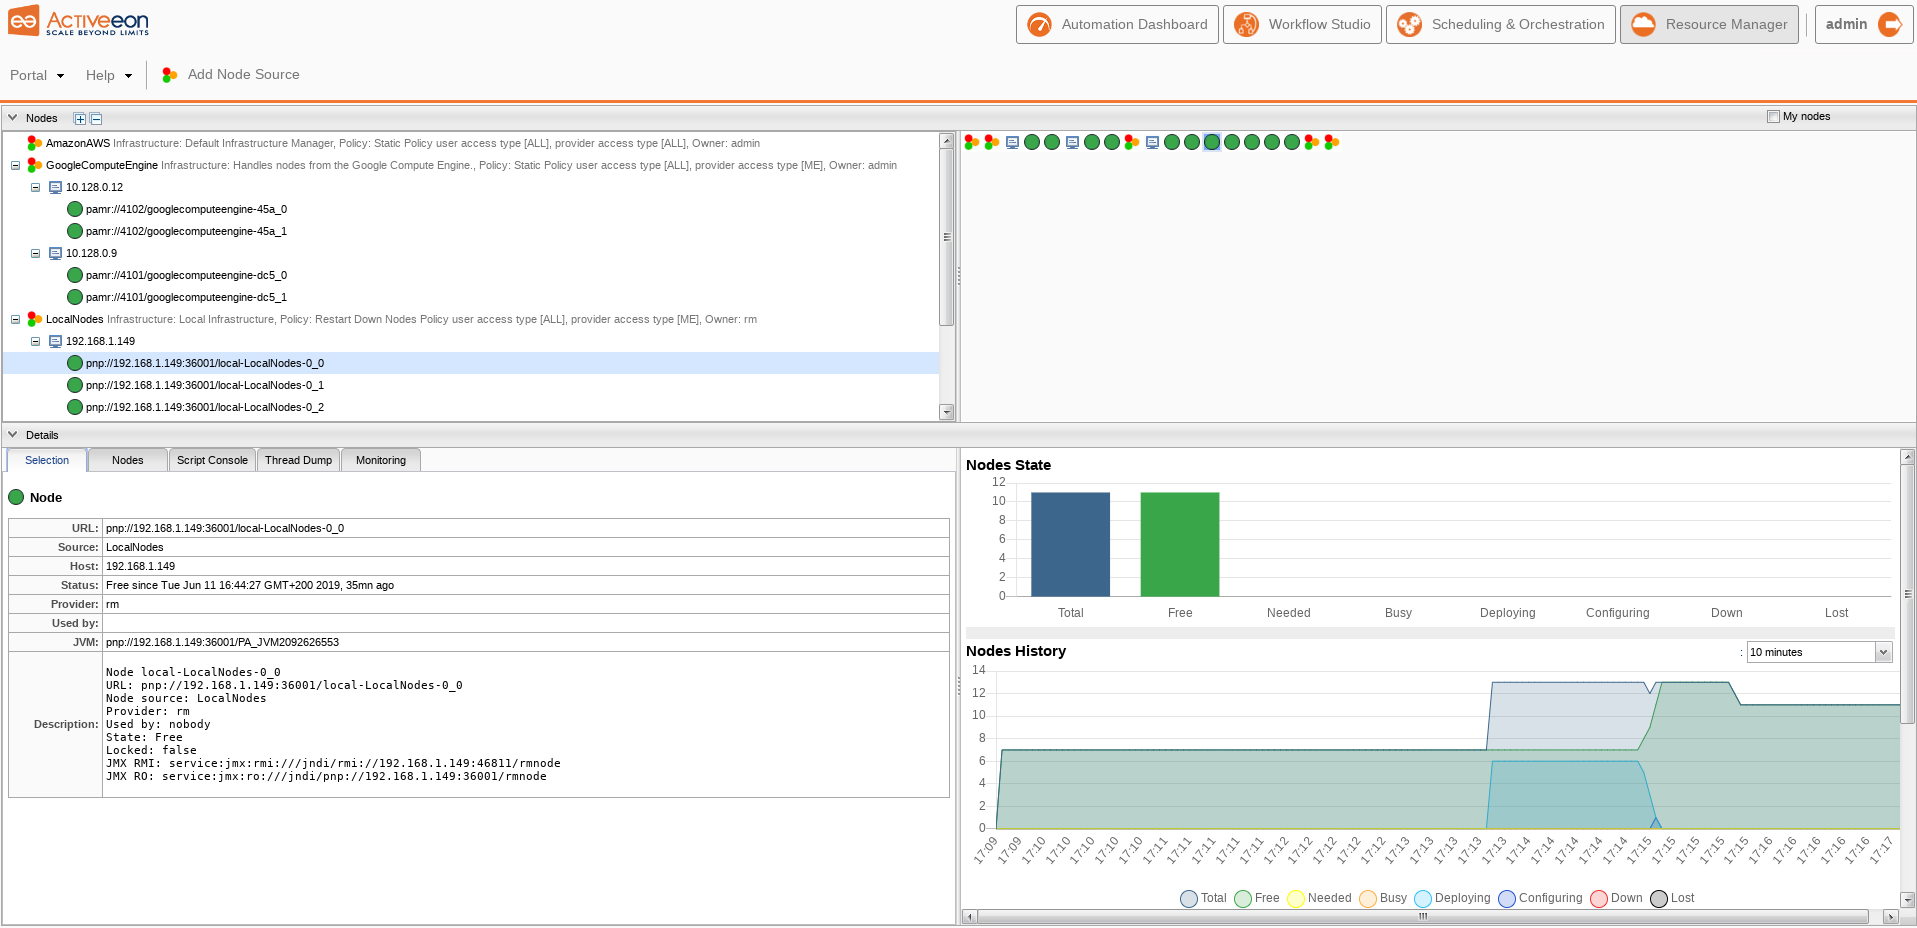 Activeeon
SCALE BEYOND LIMITS
Automation Dashboard
Workflow Studio
Scheduling & Orchestration
Resource Manager
admin
Portal
Help
Add Node Source
Nodes
My nodes
AmazonAWS Infrastructure: Default Infrastructure Manager, Policy: Static Policy user access type [ALL], provider access type [ALL], Owner: admin
GoogleComputeEngine Infrastructure: Handles nodes from the Google Compute Engine., Policy: Static Policy user access type [ALL], provider access type [ME], Owner: admin
10.128.0.12
pamr://4102/googlecomputeengine-45a_0
pamr://4102/googlecomputeengine-45a_1
10.128.0.9
pamr://4101/googlecomputeengine-dc5_0
pamr://4101/googlecomputeengine-dc5_1
LocalNodes Infrastructure: Local Infrastructure, Policy: Restart Down Nodes Policy user access type [ALL], provider access type [ME], Owner: rm
192.168.1.149
pnp://192.168.1.149:36001/local-LocalNodes-0_0
pnp://192.168.1.149:36001/local-LocalNodes-0_1
pnp://192.168.1.149:36001/local-LocalNodes-0_2
Details
Selection
Nodes
Script Console
Thread Dump
Monitoring
Node
URL: pnp://192.168.1.149:36001/local-LocalNodes-0_0
Source: LocalNodes
Host: 192.168.1.149
Status: Free since Tue Jun 11 16:44:27 GMT+200 2019, 35mn ago
Provider: rm
Used by:
JVM: pnp://192.168.1.149:36001/PA_JVM2092626553
Description:
Node local-LocalNodes-0_0
URL: pnp://192.168.1.149:36001/local-LocalNodes-0_0
Node source: LocalNodes
Provider: rm
Used by: nobody
State: Free
Locked: false
JMX RMI: service:jmx:rmi:///jndi/rmi://192.168.1.149:46811/rmnode
JMX RO: service:jmx:ro:///jndi/pnp://192.168.1.149:36001/rmnode
Nodes State
12
10
8
6
4
2
0
Total Free Needed Busy Deploying Configuring Down Lost
Nodes History
: 10 minutes
14
12
10
8
6
4
2
0
17:09 17:09 17:10 17:10 17:10 17:10 17:10 17:11 17:11 17:11 17:11 17:11 17:12 17:12 17:12 17:12 17:12 17:13 17:13 17:13 17:13 17:13 17:14 17:14 17:14 17:14 17:14 17:15 17:15 17:15 17:15 17:15 17:16 17:16 17:16 17:16 17:16 17:17
Total Free Needed Busy Deploying Configuring Down Lost